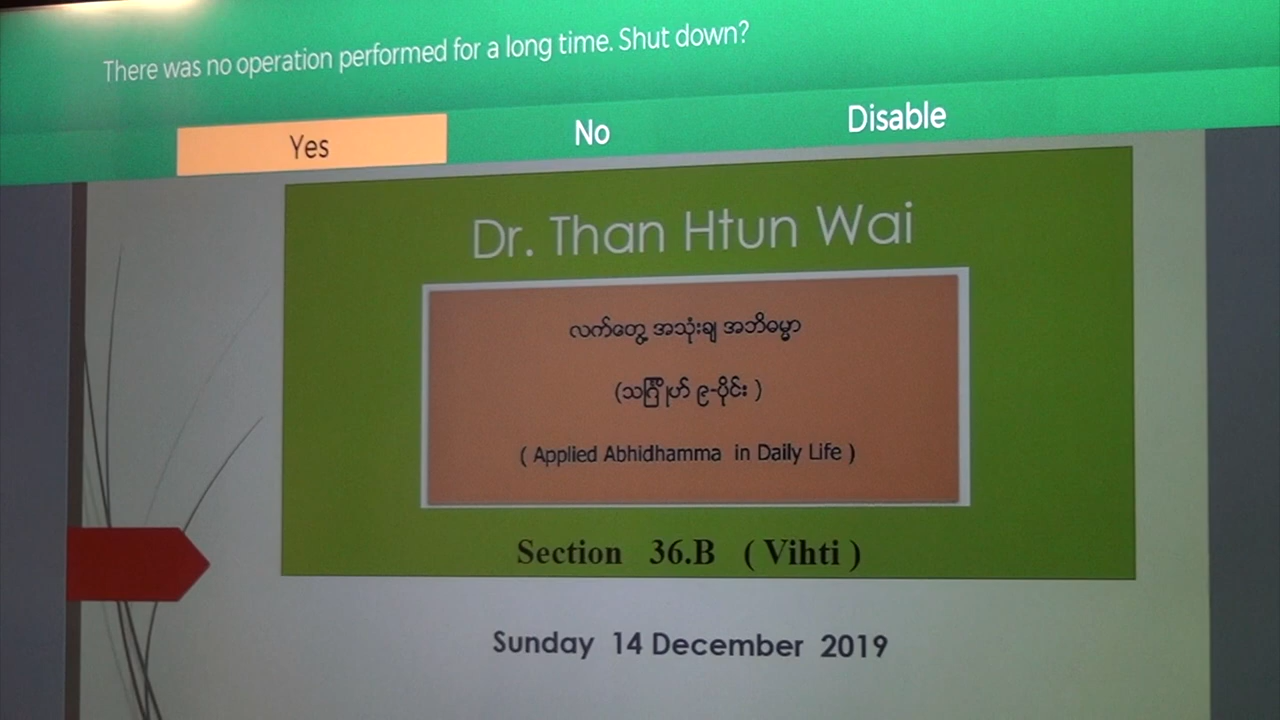 There was no operation performed for a long time. Shut down?
Yes No Disable
Dr. Than Htun Wai
လက်တွေ့ အသုံးချ အဘိဓမ္မာ
(သင်္ဂြိုဟ် ၉-ပိုင်း )
( Applied Abhidhamma in Daily Life )
Section 36.B ( Vihti )
Sunday 14 December 2019